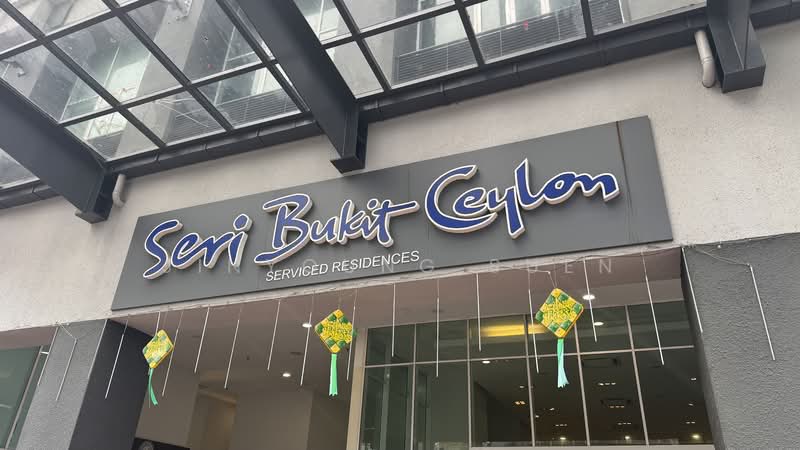 Seri Bukit Ceylon
SERVICED RESIDENCES